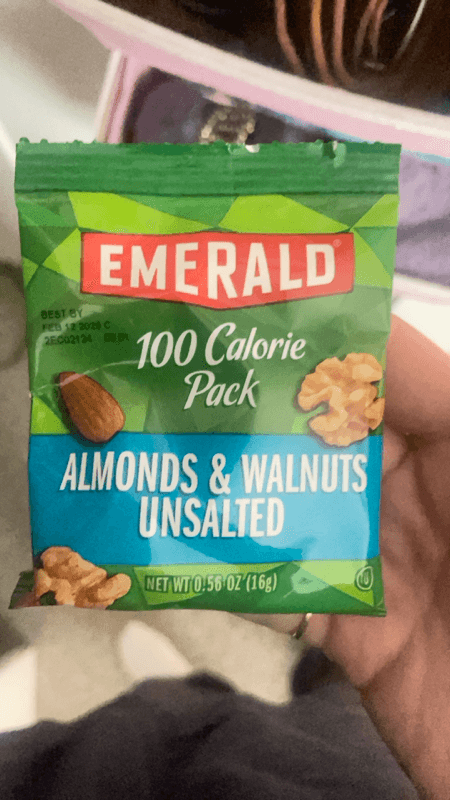 EMERALD®
BEST BY
100 Calorie
Pack
ALMONDS & WALNUTS
UNSALTED
NET WT 0.56 OZ (16g)